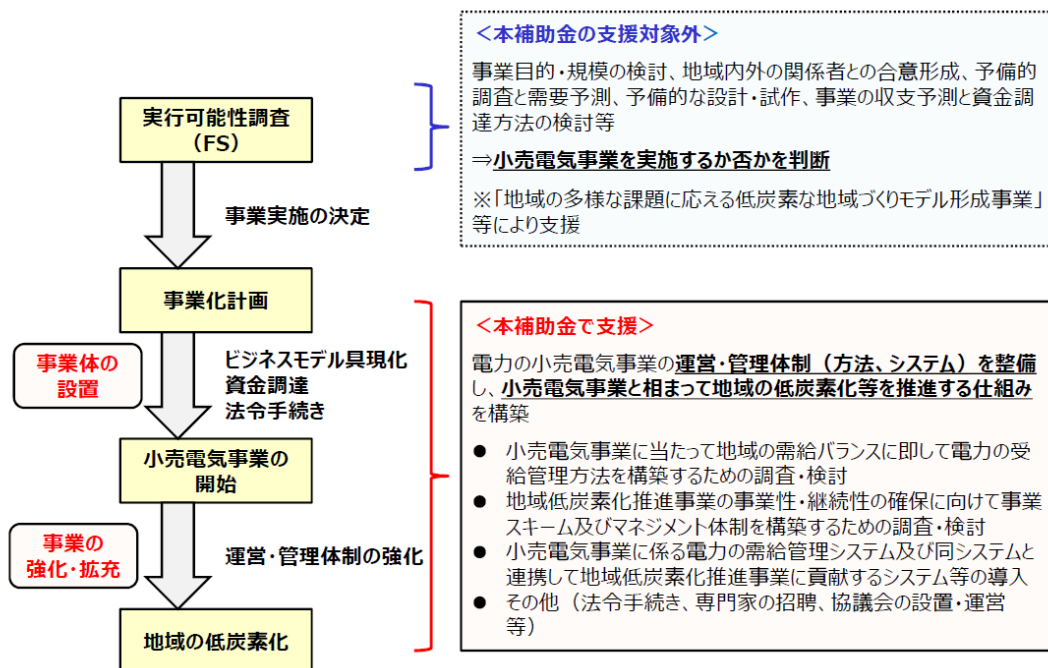 <本補助金の支援対象外>
事業目的・規模の検討、地域内外の関係者との合意形成、予備的
調査と需要予測、予備的な設計・試作、事業の収支予測と資金調
達方法の検討等
⇒小売電気事業を実施するか否かを判断
※「地域の多様な課題に応える低炭素な地域づくりモデル形成事業」
等により支援
実行可能性調査
（FS）
事業実施の決定
事業化計画
事業体の
設置
ビジネスモデル具現化
資金調達
法令手続き
小売電気事業の
開始
事業の
強化・拡充
運営・管理体制の強化
地域の低炭素化
<本補助金で支援>
電力の小売電気事業の運営・管理体制（方法、システム）を整備
し、小売電気事業と相まって地域の低炭素化等を推進する仕組み
を構築
● 小売電気事業に当たって地域の需給バランスに即して電力の受
給管理方法を構築するための調査・検討
● 地域低炭素化推進事業の事業性・継続性の確保に向けて事業
スキーム及びマネジメント体制を構築するための調査・検討
● 小売電気事業に係る電力の需給管理システム及び同システムと
連携して地域低炭素化推進事業に貢献するシステム等の導入
● その他（法令手続き、専門家の招聘、協議会の設置・運営
等）